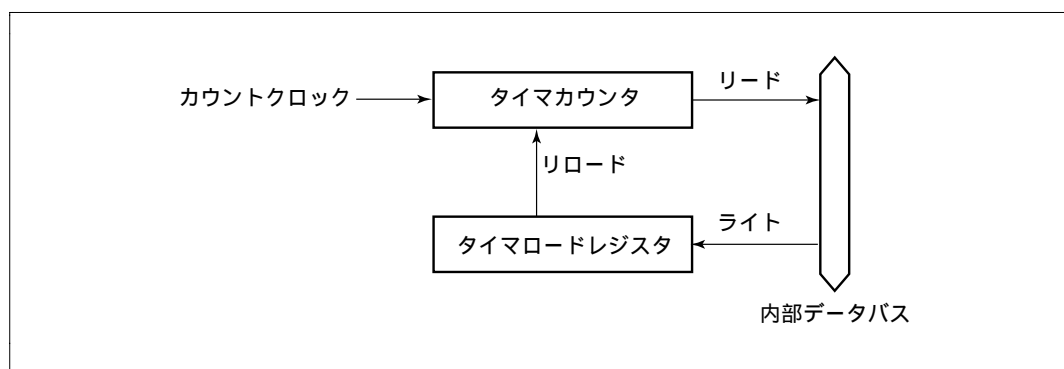 リード
カウントクロック
タイマカウンタ
リロード
ライト
タイマロードレジスタ
内部データバス